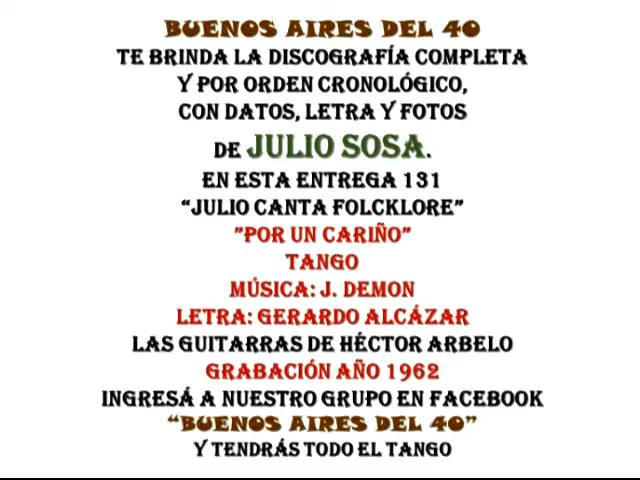 BUENOS AIRES DEL 40
TE BRINDA LA DISCOGRAFÍA COMPLETA
Y POR ORDEN CRONOLÓGICO,
CON DATOS, LETRA Y FOTOS
DE JULIO SOSA.
EN ESTA ENTREGA 131
“JULIO CANTA FOLCKLORE”
"POR UN CARIÑO"
TANGO
MÚSICA: J. DEMON
LETRA: GERARDO ALCÁZAR
LAS GUITARRAS DE HÉCTOR ARBELO
GRABACIÓN AÑO 1962
INGRESÁ A NUESTRO GRUPO EN FACEBOOK
“BUENOS AIRES DEL 40”
Y TENDRÁS TODO EL TANGO